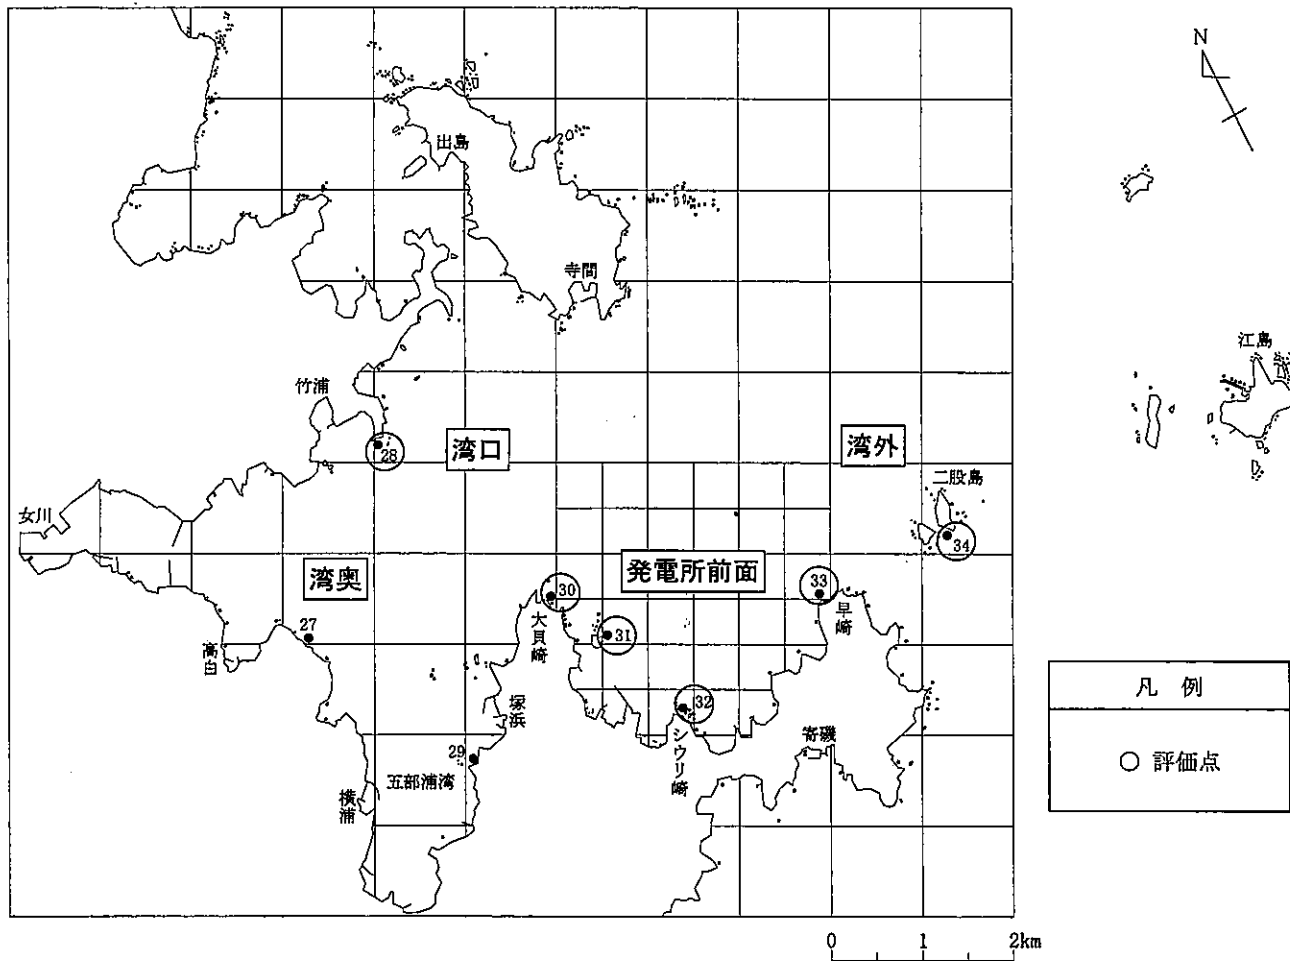 N
出島
寺間
江島
竹浦
28
湾口
湾外
二股島
女川
34
湾奥
発電所前面
30
33
27
大貝崎
31
早崎
高白
塚浜
32
凡 例
29
シウリ崎
寄磯
五部浦湾
横浦
評価点
0 1 2km